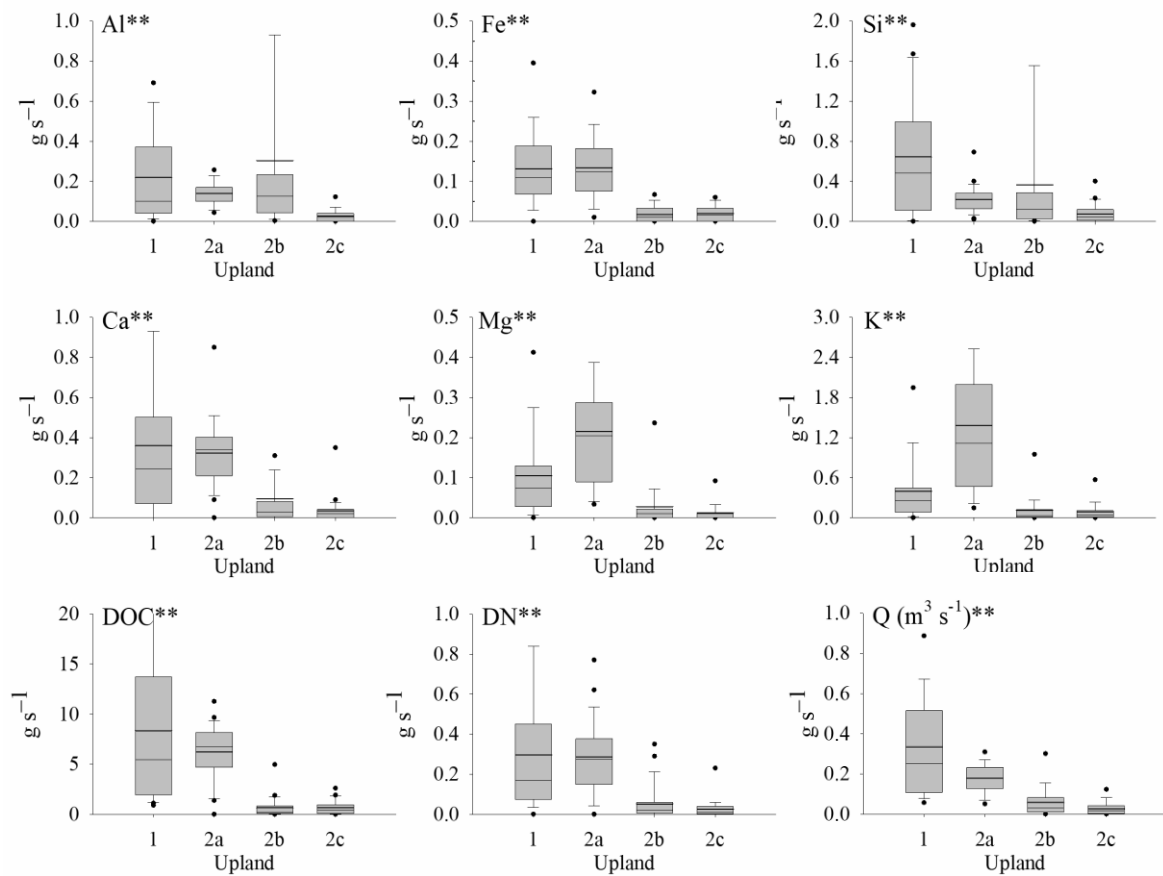 Al**
1.0
0.8
0.6
0.4
0.2
0.0
g s⁻¹
1 2a 2b 2c
Upland
Fe**
0.5
0.4
0.3
0.2
0.1
0.0
g s⁻¹
1 2a 2b 2c
Upland
Si**
2.0
1.6
1.2
0.8
0.4
0.0
g s⁻¹
1 2a 2b 2c
Upland
Ca**
1.0
0.8
0.6
0.4
0.2
0.0
g s⁻¹
1 2a 2b 2c
Upland
Mg**
0.5
0.4
0.3
0.2
0.1
0.0
g s⁻¹
1 2a 2b 2c
Upland
K**
3.0
2.4
1.8
1.2
0.6
0.0
g s⁻¹
1 2a 2b 2c
Upland
DOC**
20
15
10
5
0
g s⁻¹
1 2a 2b 2c
Upland
DN**
1.0
0.8
0.6
0.4
0.2
0.0
g s⁻¹
1 2a 2b 2c
Upland
Q (m³ s⁻¹)**
1.0
0.8
0.6
0.4
0.2
0.0
g s⁻¹
1 2a 2b 2c
Upland